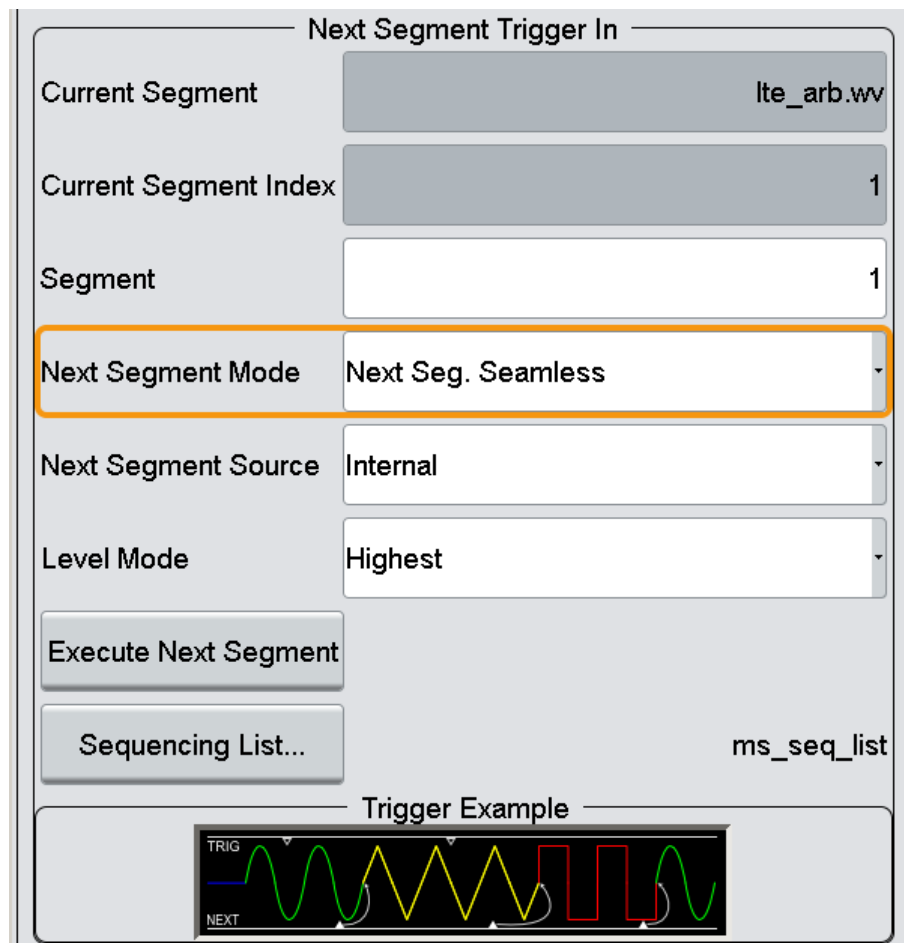 Next Segment Trigger In
Current Segment lte_arb.wv
Current Segment Index 1
Segment 1
Next Segment Mode Next Seg. Seamless
Next Segment Source Internal
Level Mode Highest
Execute Next Segment
Sequencing List... ms_seq_list
Trigger Example
TRIG
NEXT